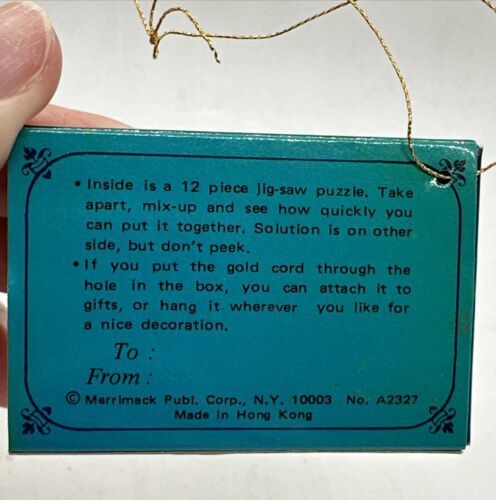 • Inside is a 12 piece jig-saw puzzle. Take
apart, mix-up and see how quickly you
can put it together. Solution is on other
side, but don't peek.
• If you put the gold cord through the
hole in the box, you can attach it to
gifts, or hang it wherever you like for
a nice decoration.
To :
From :
© Merrimack Publ. Corp., N.Y. 10003 No. A2327
Made in Hong Kong